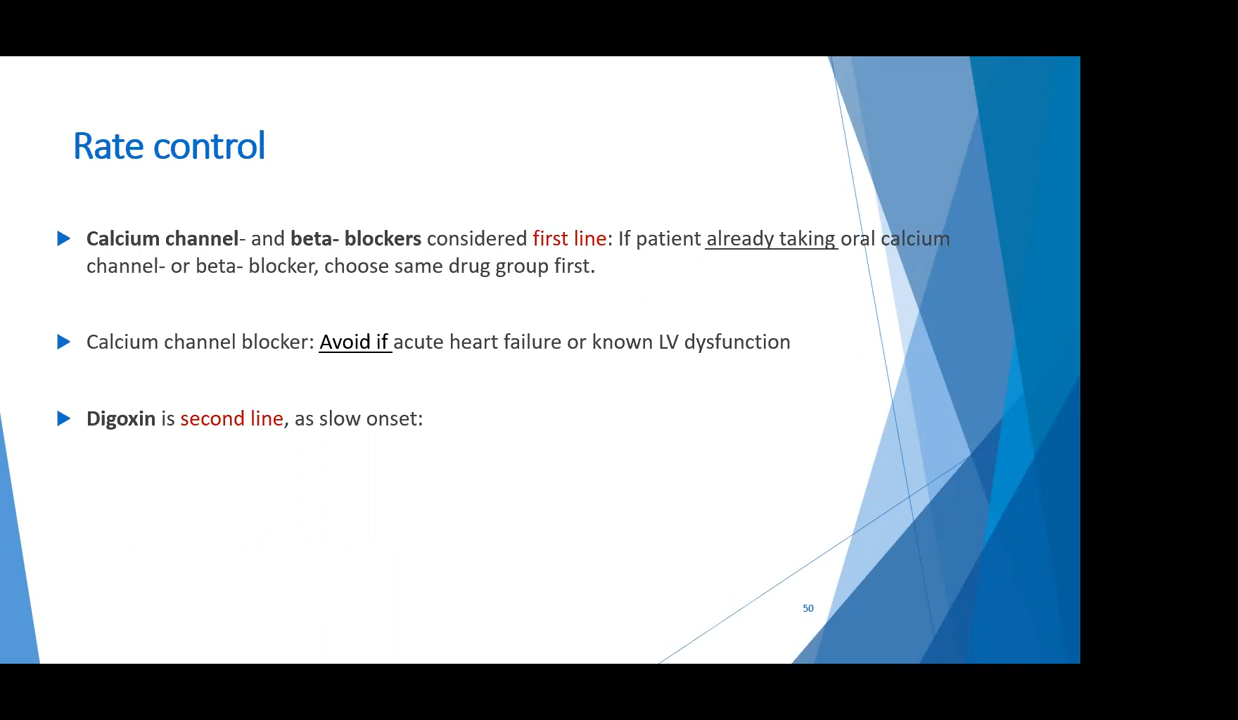 Rate control
Calcium channel- and beta- blockers considered first line: If patient already taking oral calcium
channel- or beta- blocker, choose same drug group first.
Calcium channel blocker: Avoid if acute heart failure or known LV dysfunction
Digoxin is second line, as slow onset:
50